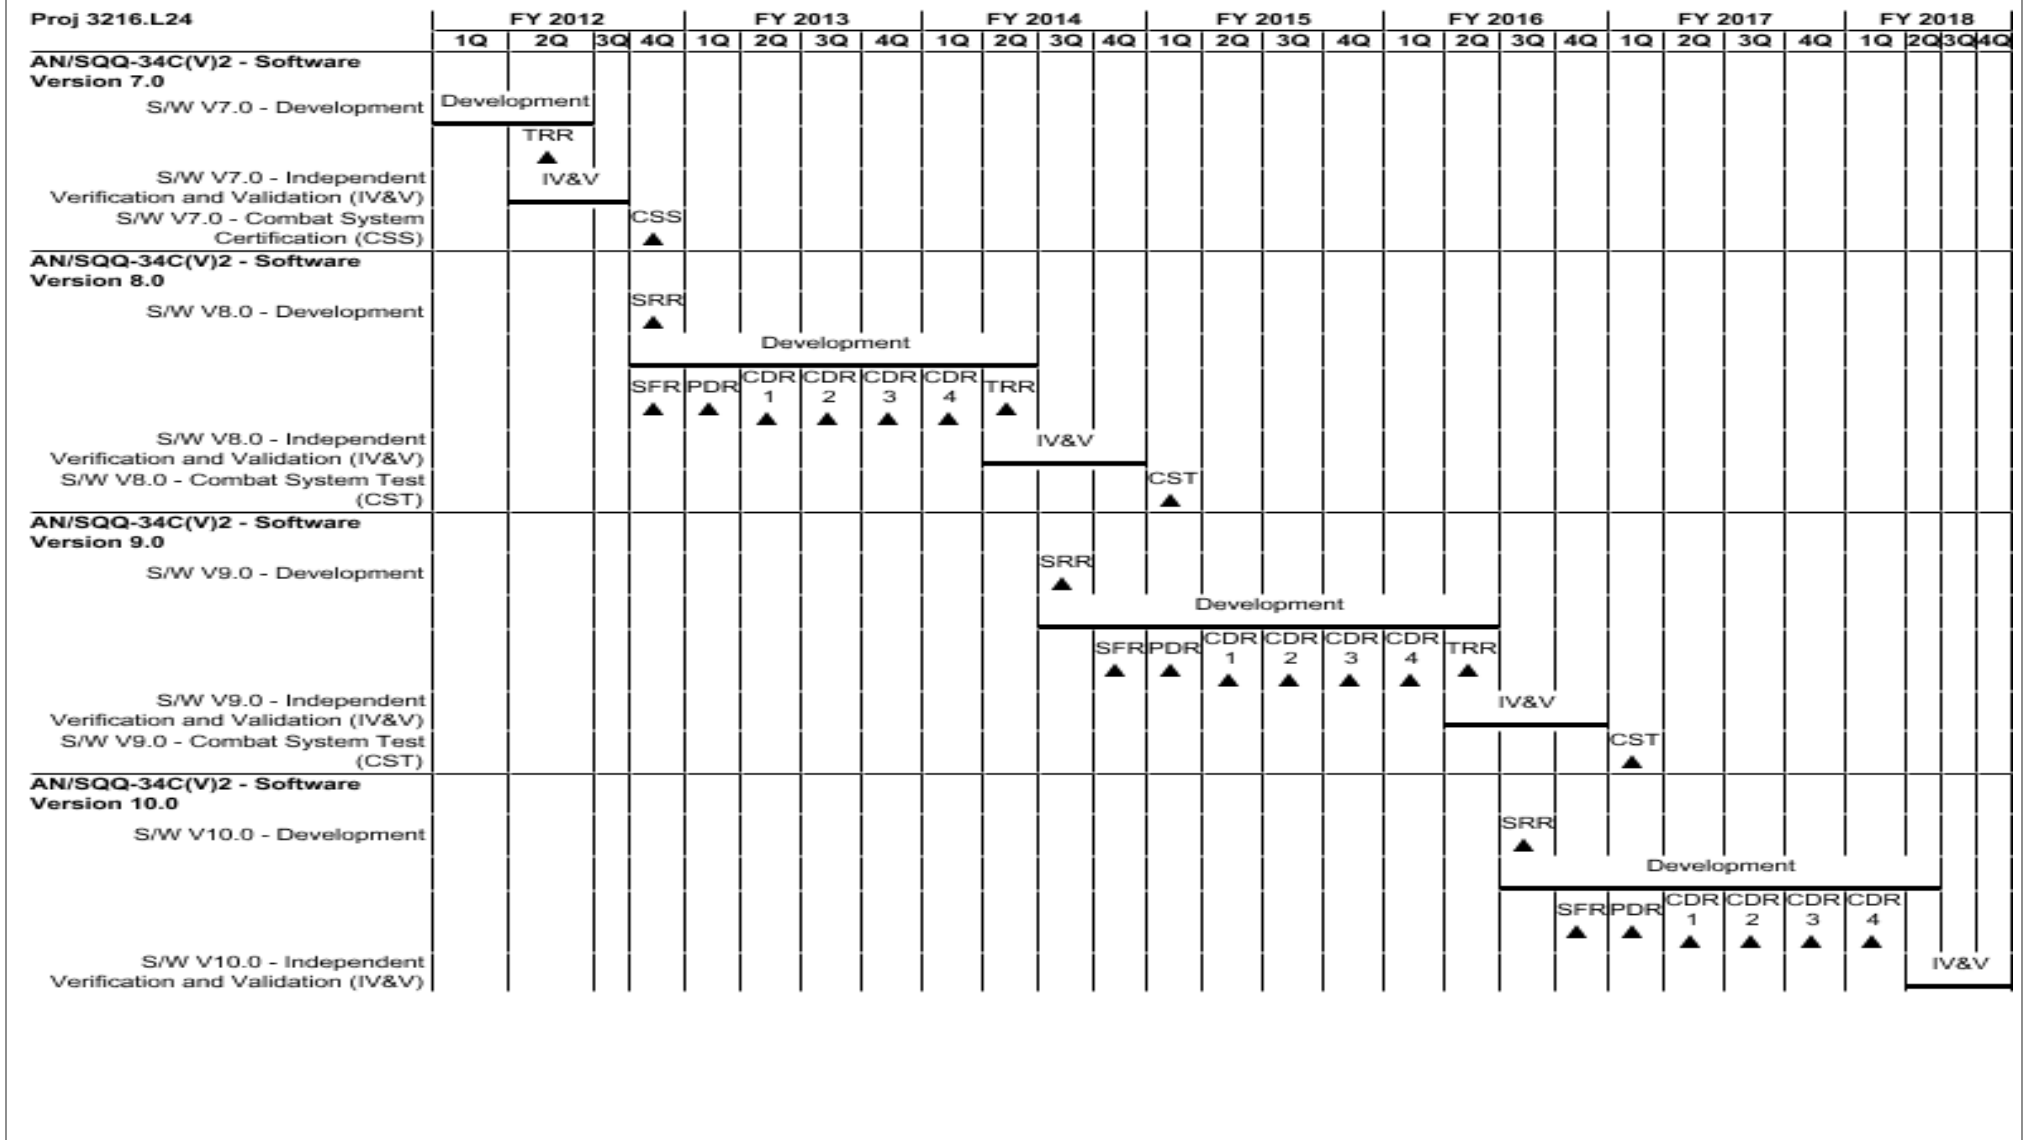 Proj 3216.L24 FY 2012 FY 2013 FY 2014 FY 2015 FY 2016 FY 2017 FY 2018
1Q 2Q 3Q 4Q 1Q 2Q 3Q 4Q 1Q 2Q 3Q 4Q 1Q 2Q 3Q 4Q 1Q 2Q 3Q 4Q 1Q 2Q 3Q 4Q 1Q 2Q 3Q 4Q
AN/SQQ-34C(V)2 - Software
Version 7.0
S/W V7.0 - Development Development
TRR
S/W V7.0 - Independent IV&V
Verification and Validation (IV&V)
S/W V7.0 - Combat System CSS
Certification (CSS)
AN/SQQ-34C(V)2 - Software
Version 8.0
SRR
S/W V8.0 - Development
Development
SFR PDR CDR CDR CDR CDR TRR
1 2 3 4
S/W V8.0 - Independent IV&V
Verification and Validation (IV&V)
S/W V8.0 - Combat System Test CST
(CST)
AN/SQQ-34C(V)2 - Software
Version 9.0
SRR
S/W V9.0 - Development
Development
SFR PDR CDR CDR CDR CDR TRR
1 2 3 4
S/W V9.0 - Independent IV&V
Verification and Validation (IV&V)
S/W V9.0 - Combat System Test CST
(CST)
AN/SQQ-34C(V)2 - Software
Version 10.0
SRR
S/W V10.0 - Development
Development
SFR PDR CDR CDR CDR CDR
1 2 3 4
S/W V10.0 - Independent IV&V
Verification and Validation (IV&V)